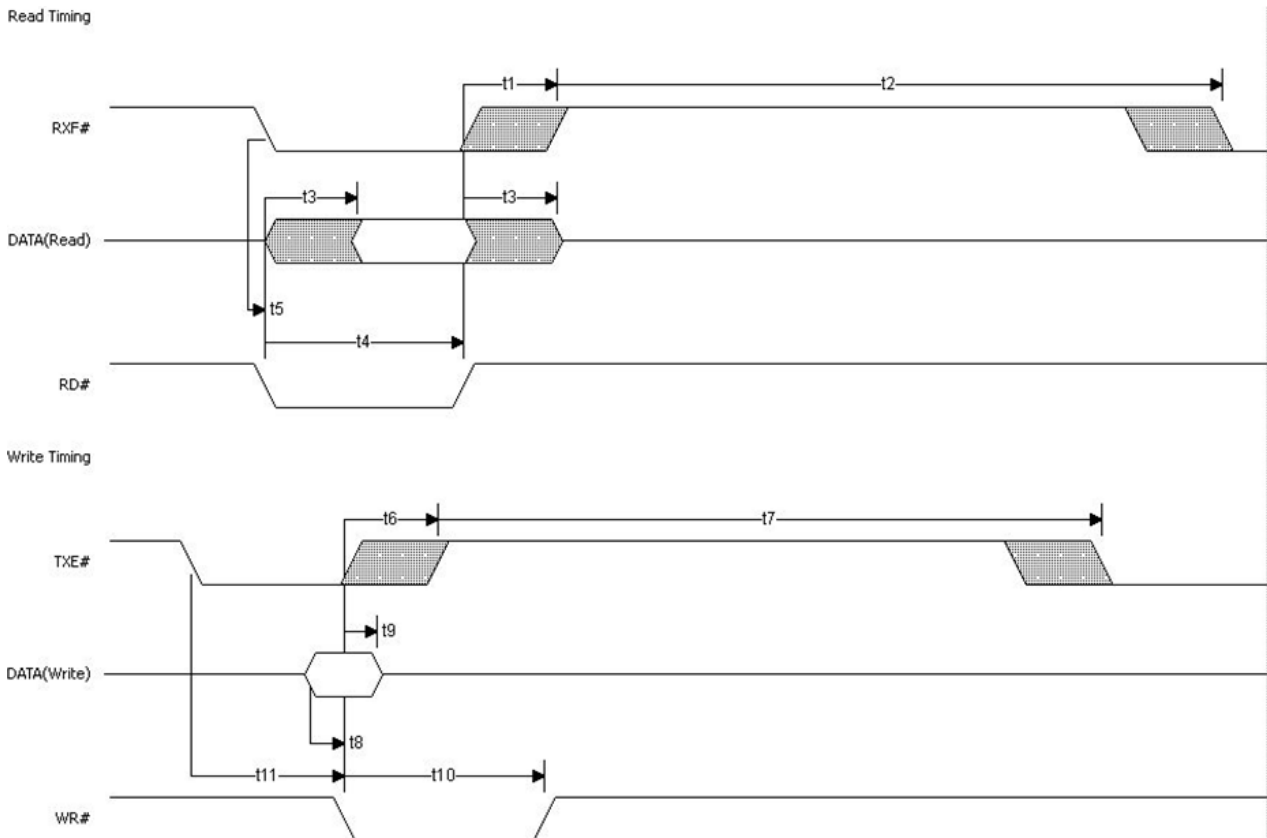 Read Timing
t1
t2
RXF#
t3
t3
DATA(Read)
t5
t4
RD#
Write Timing
t6
t7
TXE#
t9
DATA(Write)
t8
t11
t10
WR#